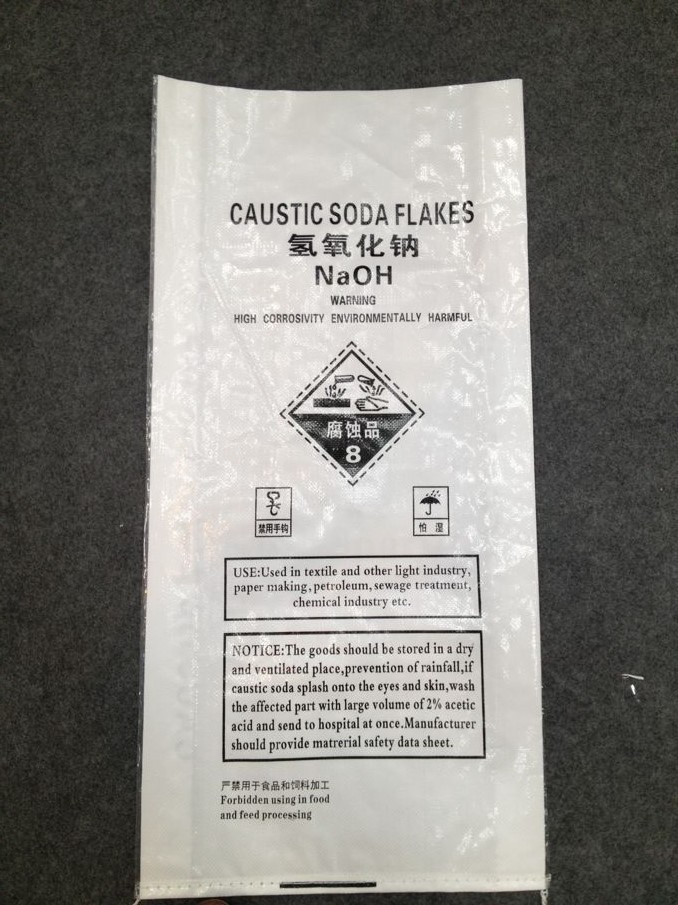 CAUSTIC SODA FLAKES
氢氧化钠
NaOH
WARNING
HIGH CORROSIVITY ENVIRONMENTALLY HARMFUL
腐蚀品
8
禁用手钩
怕 湿
USE:Used in textile and other light industry,
paper making, petroleum, sewage treatment,
chemical industry etc.
NOTICE:The goods should be stored in a dry
and ventilated place,prevention of rainfall,if
caustic soda splash onto the eyes and skin,wash
the affected part with large volume of 2% acetic
acid and send to hospital at once.Manufacturer
should provide matrerial safety data sheet.
严禁用于食品和饲料加工
Forbidden using in food
and feed processing